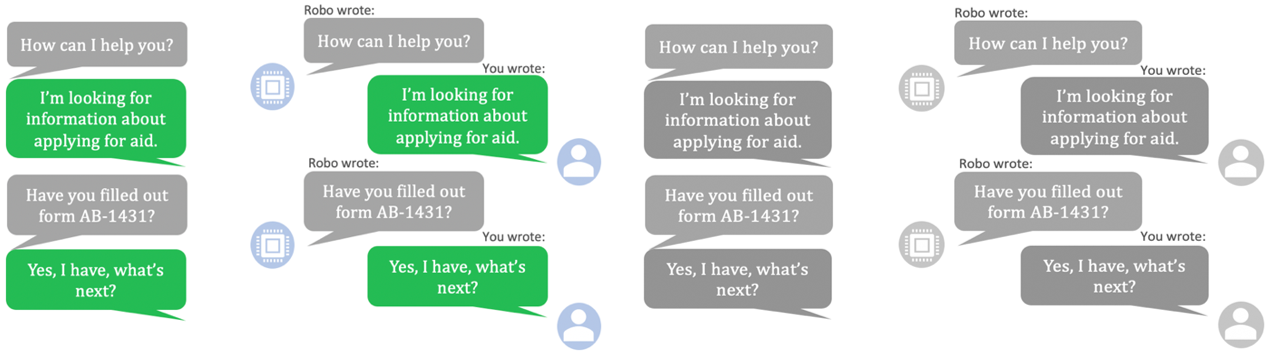 How can I help you?
I'm looking for
information about
applying for aid.
Have you filled out
form AB-1431?
Yes, I have, what's
next?
Robo wrote:
How can I help you?
You wrote:
I'm looking for
information about
applying for aid.
Robo wrote:
Have you filled out
form AB-1431?
You wrote:
Yes, I have, what's
next?
How can I help you?
I'm looking for
information about
applying for aid.
Have you filled out
form AB-1431?
Yes, I have, what's
next?
Robo wrote:
How can I help you?
You wrote:
I'm looking for
information about
applying for aid.
Robo wrote:
Have you filled out
form AB-1431?
You wrote:
Yes, I have, what's
next?